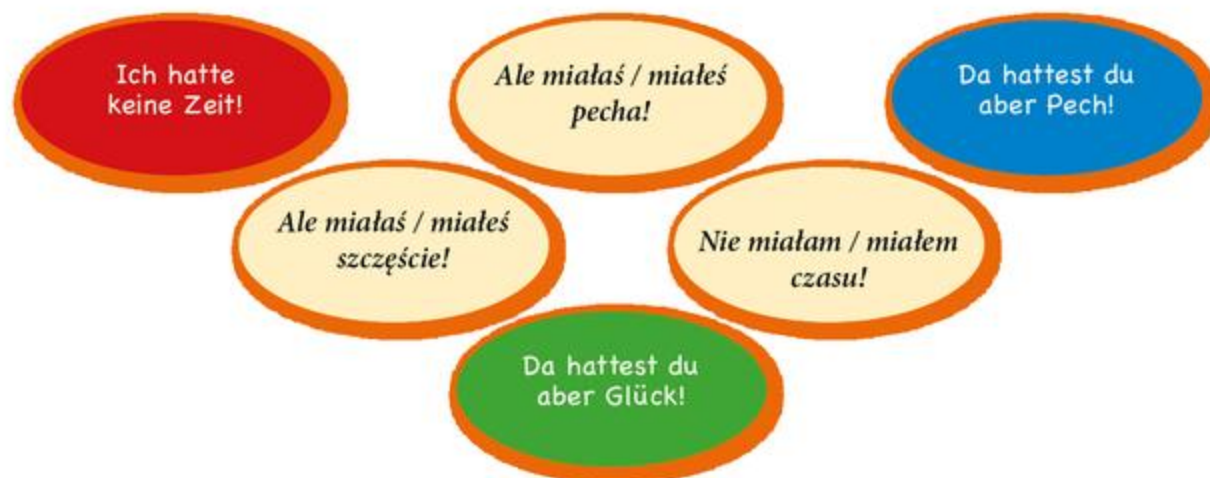 Ich hatte
keine Zeit!
Ale miałaś / miałeś
pecha!
Da hattest du
aber Pech!
Ale miałaś / miałeś
szczęście!
Nie miałam / miałem
czasu!
Da hattest du
aber Glück!